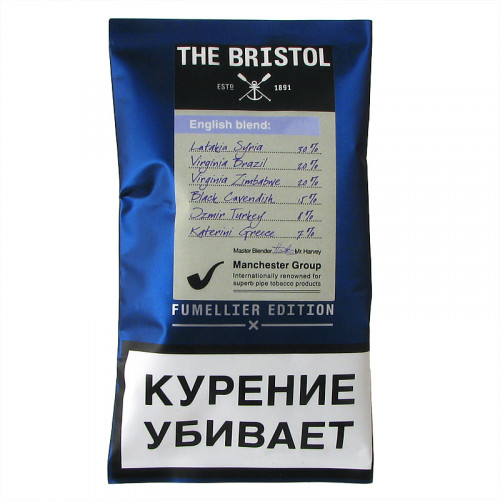 THE BRISTOL
ESTD 1891
English blend:
Latakia Syria 30%
Virginia Brazil 20%
Virginia Zimbabwe 20%
Black Cavendish 15%
Izmir Turkey 8%
Katerini Greece 7%
Master Blender Mr. Harvey
Manchester Group
Internationally renowned for
superb pipe tobacco products
FUMELLIER EDITION
КУРЕНИЕ
УБИВАЕТ